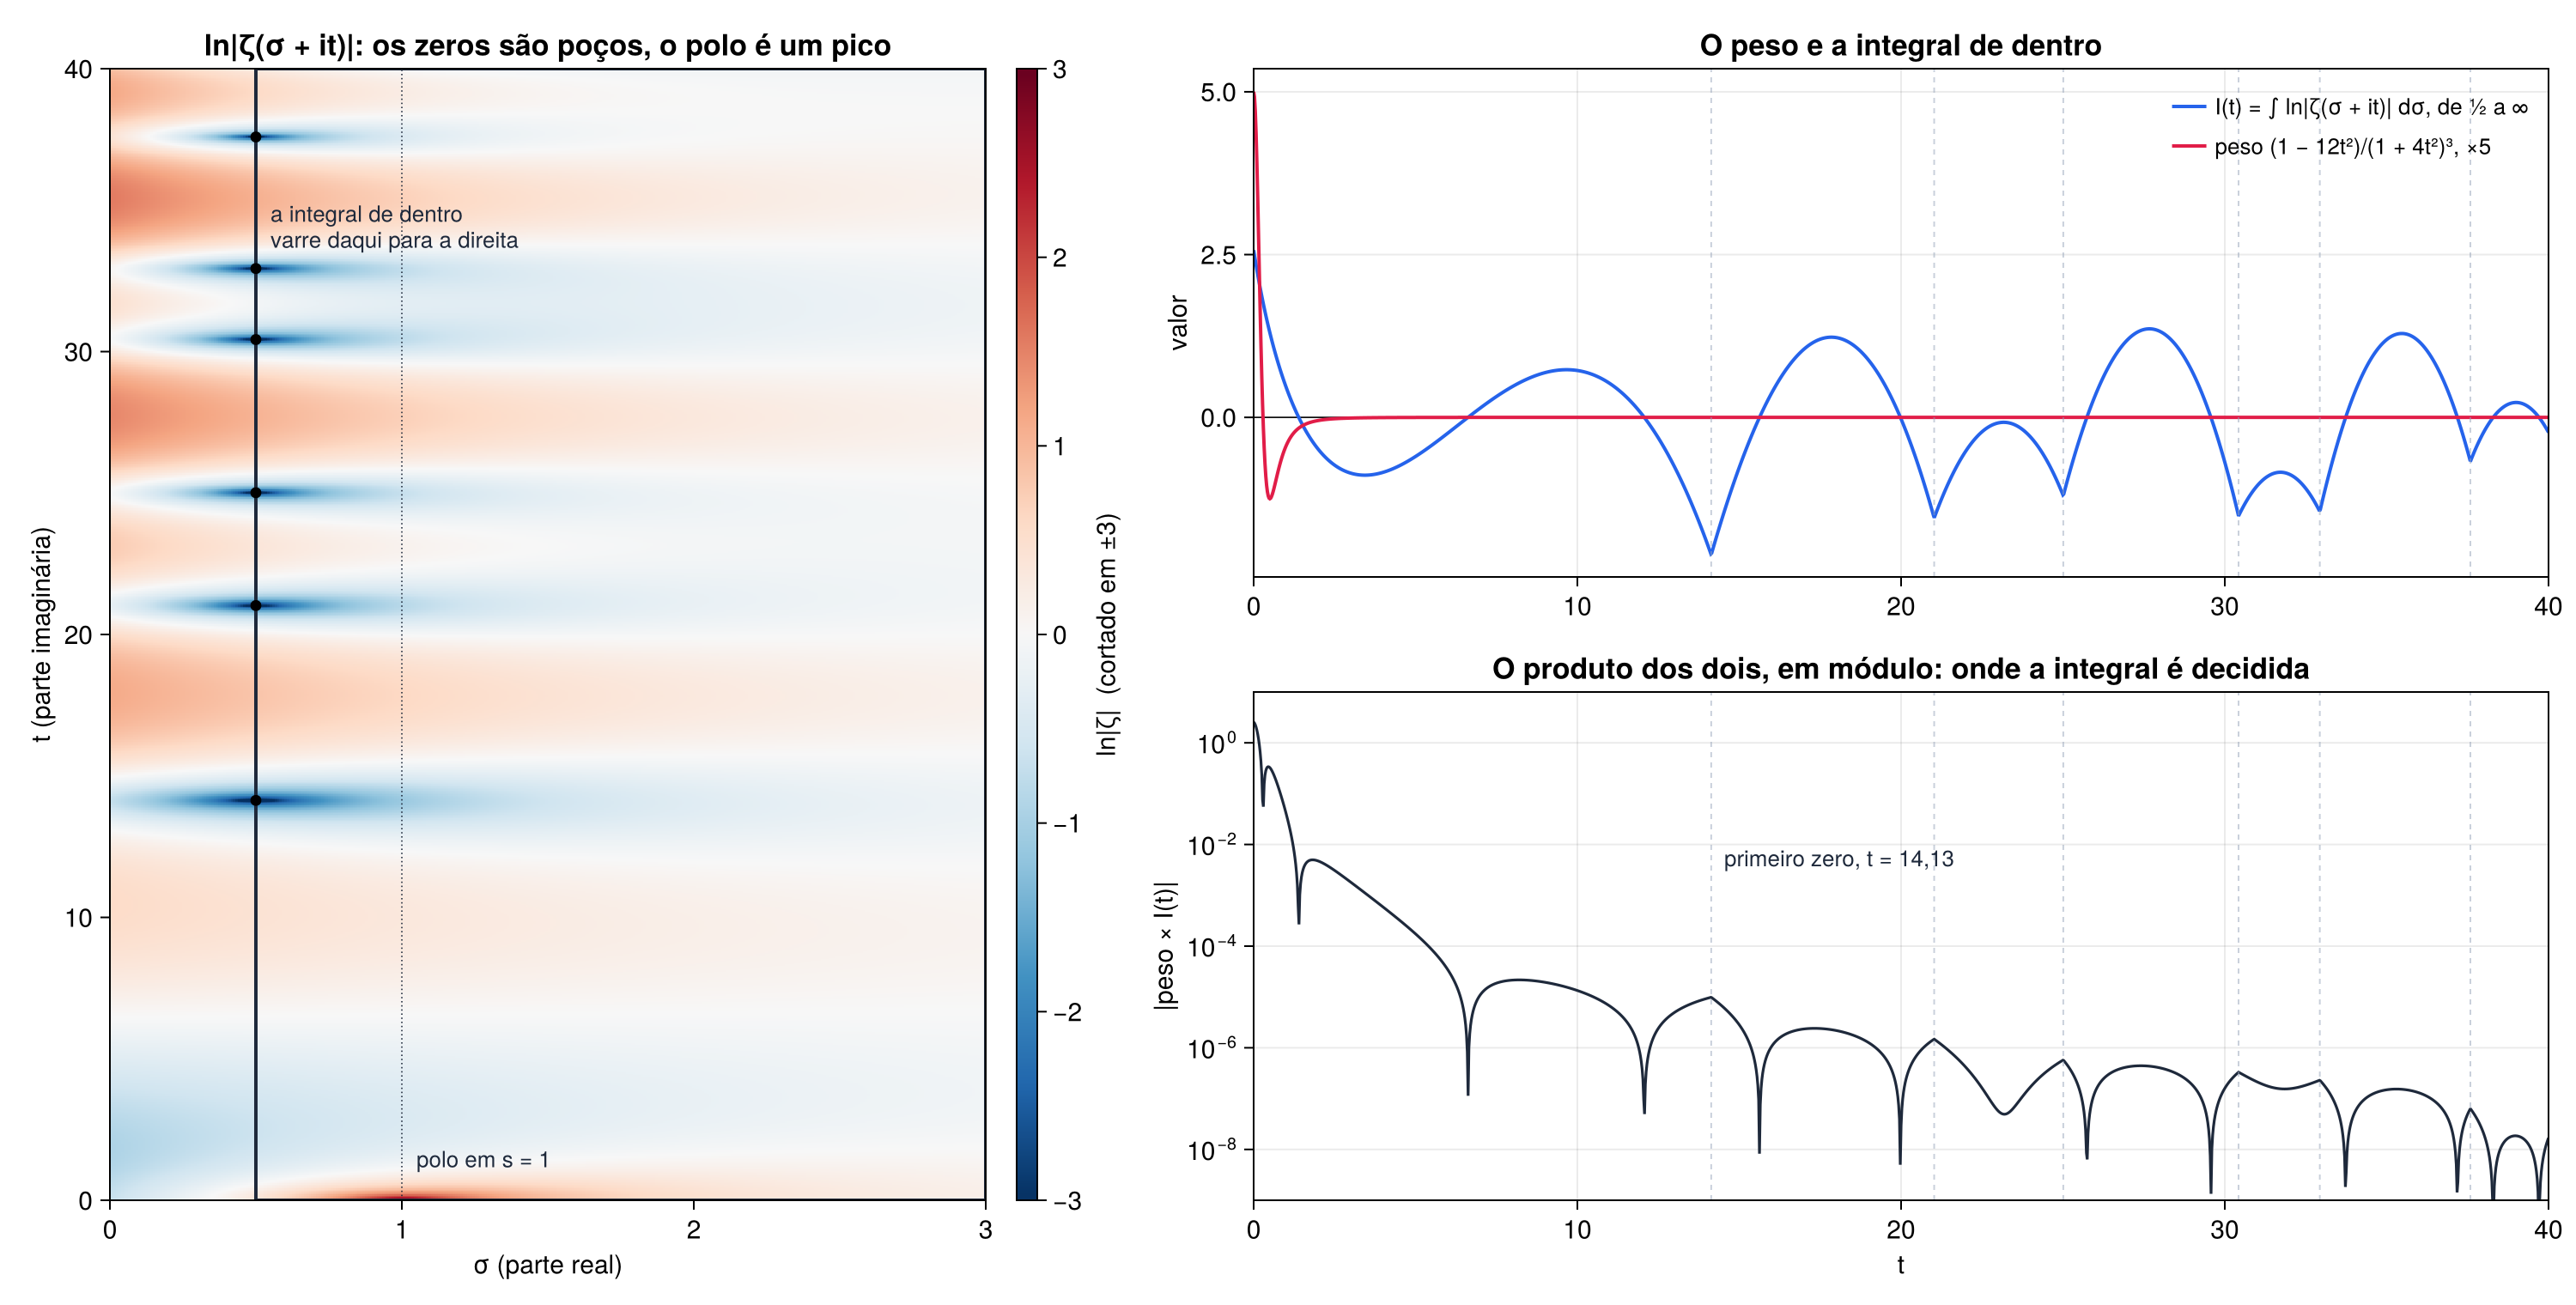 ln|ζ(σ + it)|: os zeros são poços, o polo é um pico
40
30
20
10
0
t (parte imaginária)
a integral de dentro
varre daqui para a direita
polo em s = 1
0
1
2
3
σ (parte real)
3
2
1
0
−1
−2
−3
ln|ζ| (cortado em ±3)
O peso e a integral de dentro
5.0
2.5
0.0
valor
I(t) = ∫ ln|ζ(σ + it)| dσ, de ½ a ∞
peso (1 − 12t²)/(1 + 4t²)³, ×5
0
10
20
30
40
O produto dos dois, em módulo: onde a integral é decidida
10⁰
10⁻²
10⁻⁴
10⁻⁶
10⁻⁸
|peso × I(t)|
primeiro zero, t = 14,13
0
10
20
30
40
t